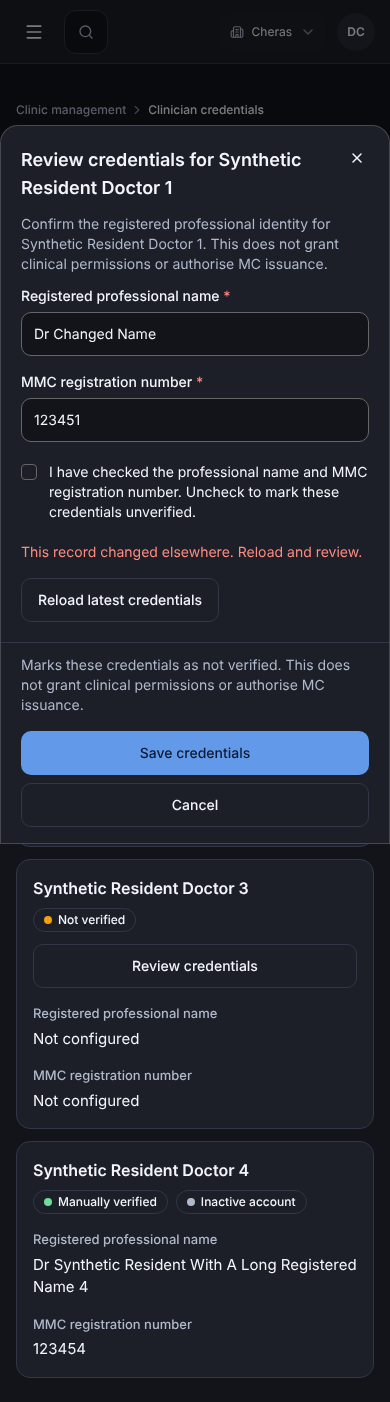 Cheras
DC
Clinic management > Clinician credentials
Review credentials for Synthetic
Resident Doctor 1
Confirm the registered professional identity for
Synthetic Resident Doctor 1. This does not grant
clinical permissions or authorise MC issuance.
Registered professional name *
Dr Changed Name
MMC registration number *
123451
I have checked the professional name and MMC
registration number. Uncheck to mark these
credentials unverified.
This record changed elsewhere. Reload and review.
Reload latest credentials
Marks these credentials as not verified. This does
not grant clinical permissions or authorise MC
issuance.
Save credentials
Cancel
Synthetic Resident Doctor 3
Not verified
Review credentials
Registered professional name
Not configured
MMC registration number
Not configured
Synthetic Resident Doctor 4
Manually verified
Inactive account
Registered professional name
Dr Synthetic Resident With A Long Registered
Name 4
MMC registration number
123454